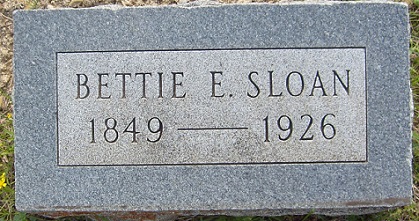 BETTIE E. SLOAN
1849 — 1926